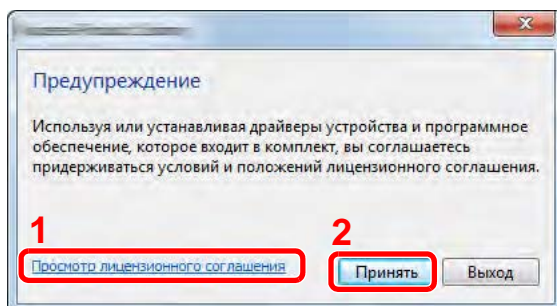 Предупреждение
Используя или устанавливая драйверы устройства и программное
обеспечение, которое входит в комплект, вы соглашаетесь
придерживаться условий и положений лицензионного соглашения.
1
2
Просмотр лицензионного соглашения
Принять
Выход